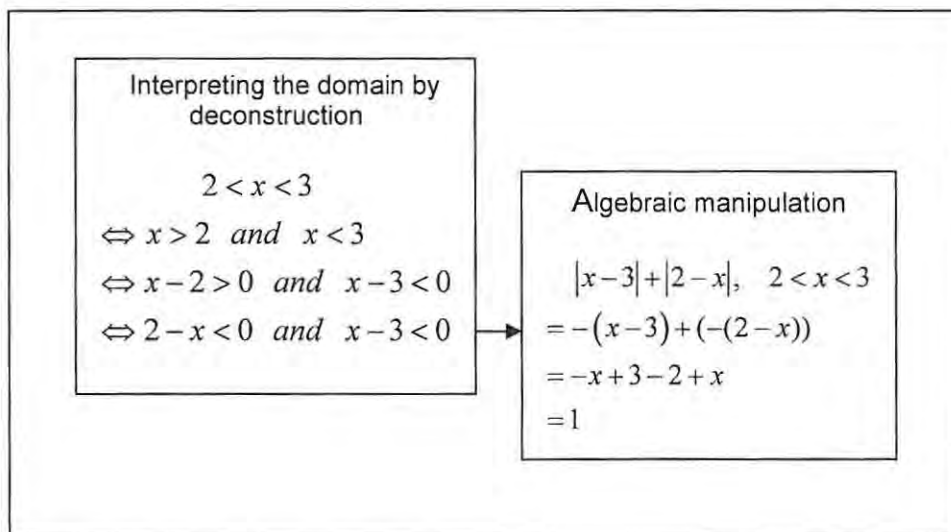 Interpreting the domain by
deconstruction
2 < x < 3
⇔ x > 2 and x < 3
⇔ x − 2 > 0 and x − 3 < 0
⇔ 2 − x < 0 and x − 3 < 0
Algebraic manipulation
|x − 3| + |2 − x|, 2 < x < 3
= −(x − 3) + (−(2 − x))
= −x + 3 − 2 + x
= 1